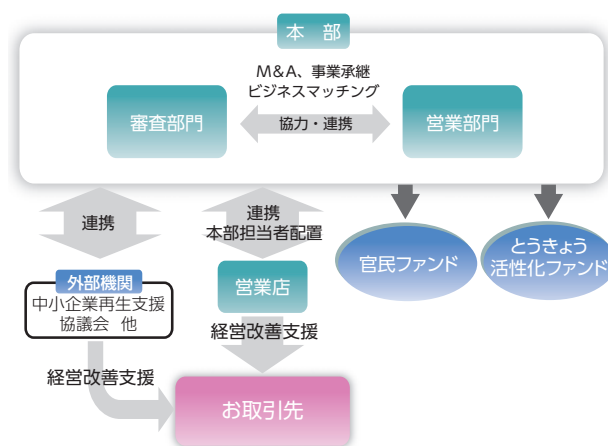 本 部
M&A、事業承継
ビジネスマッチング
審査部門
協力・連携
営業部門
連携
連携
本部担当者配置
官民ファンド
とうきょう
活性化ファンド
外部機関
中小企業再生支援
協議会 他
営業店
経営改善支援
経営改善支援
お取引先